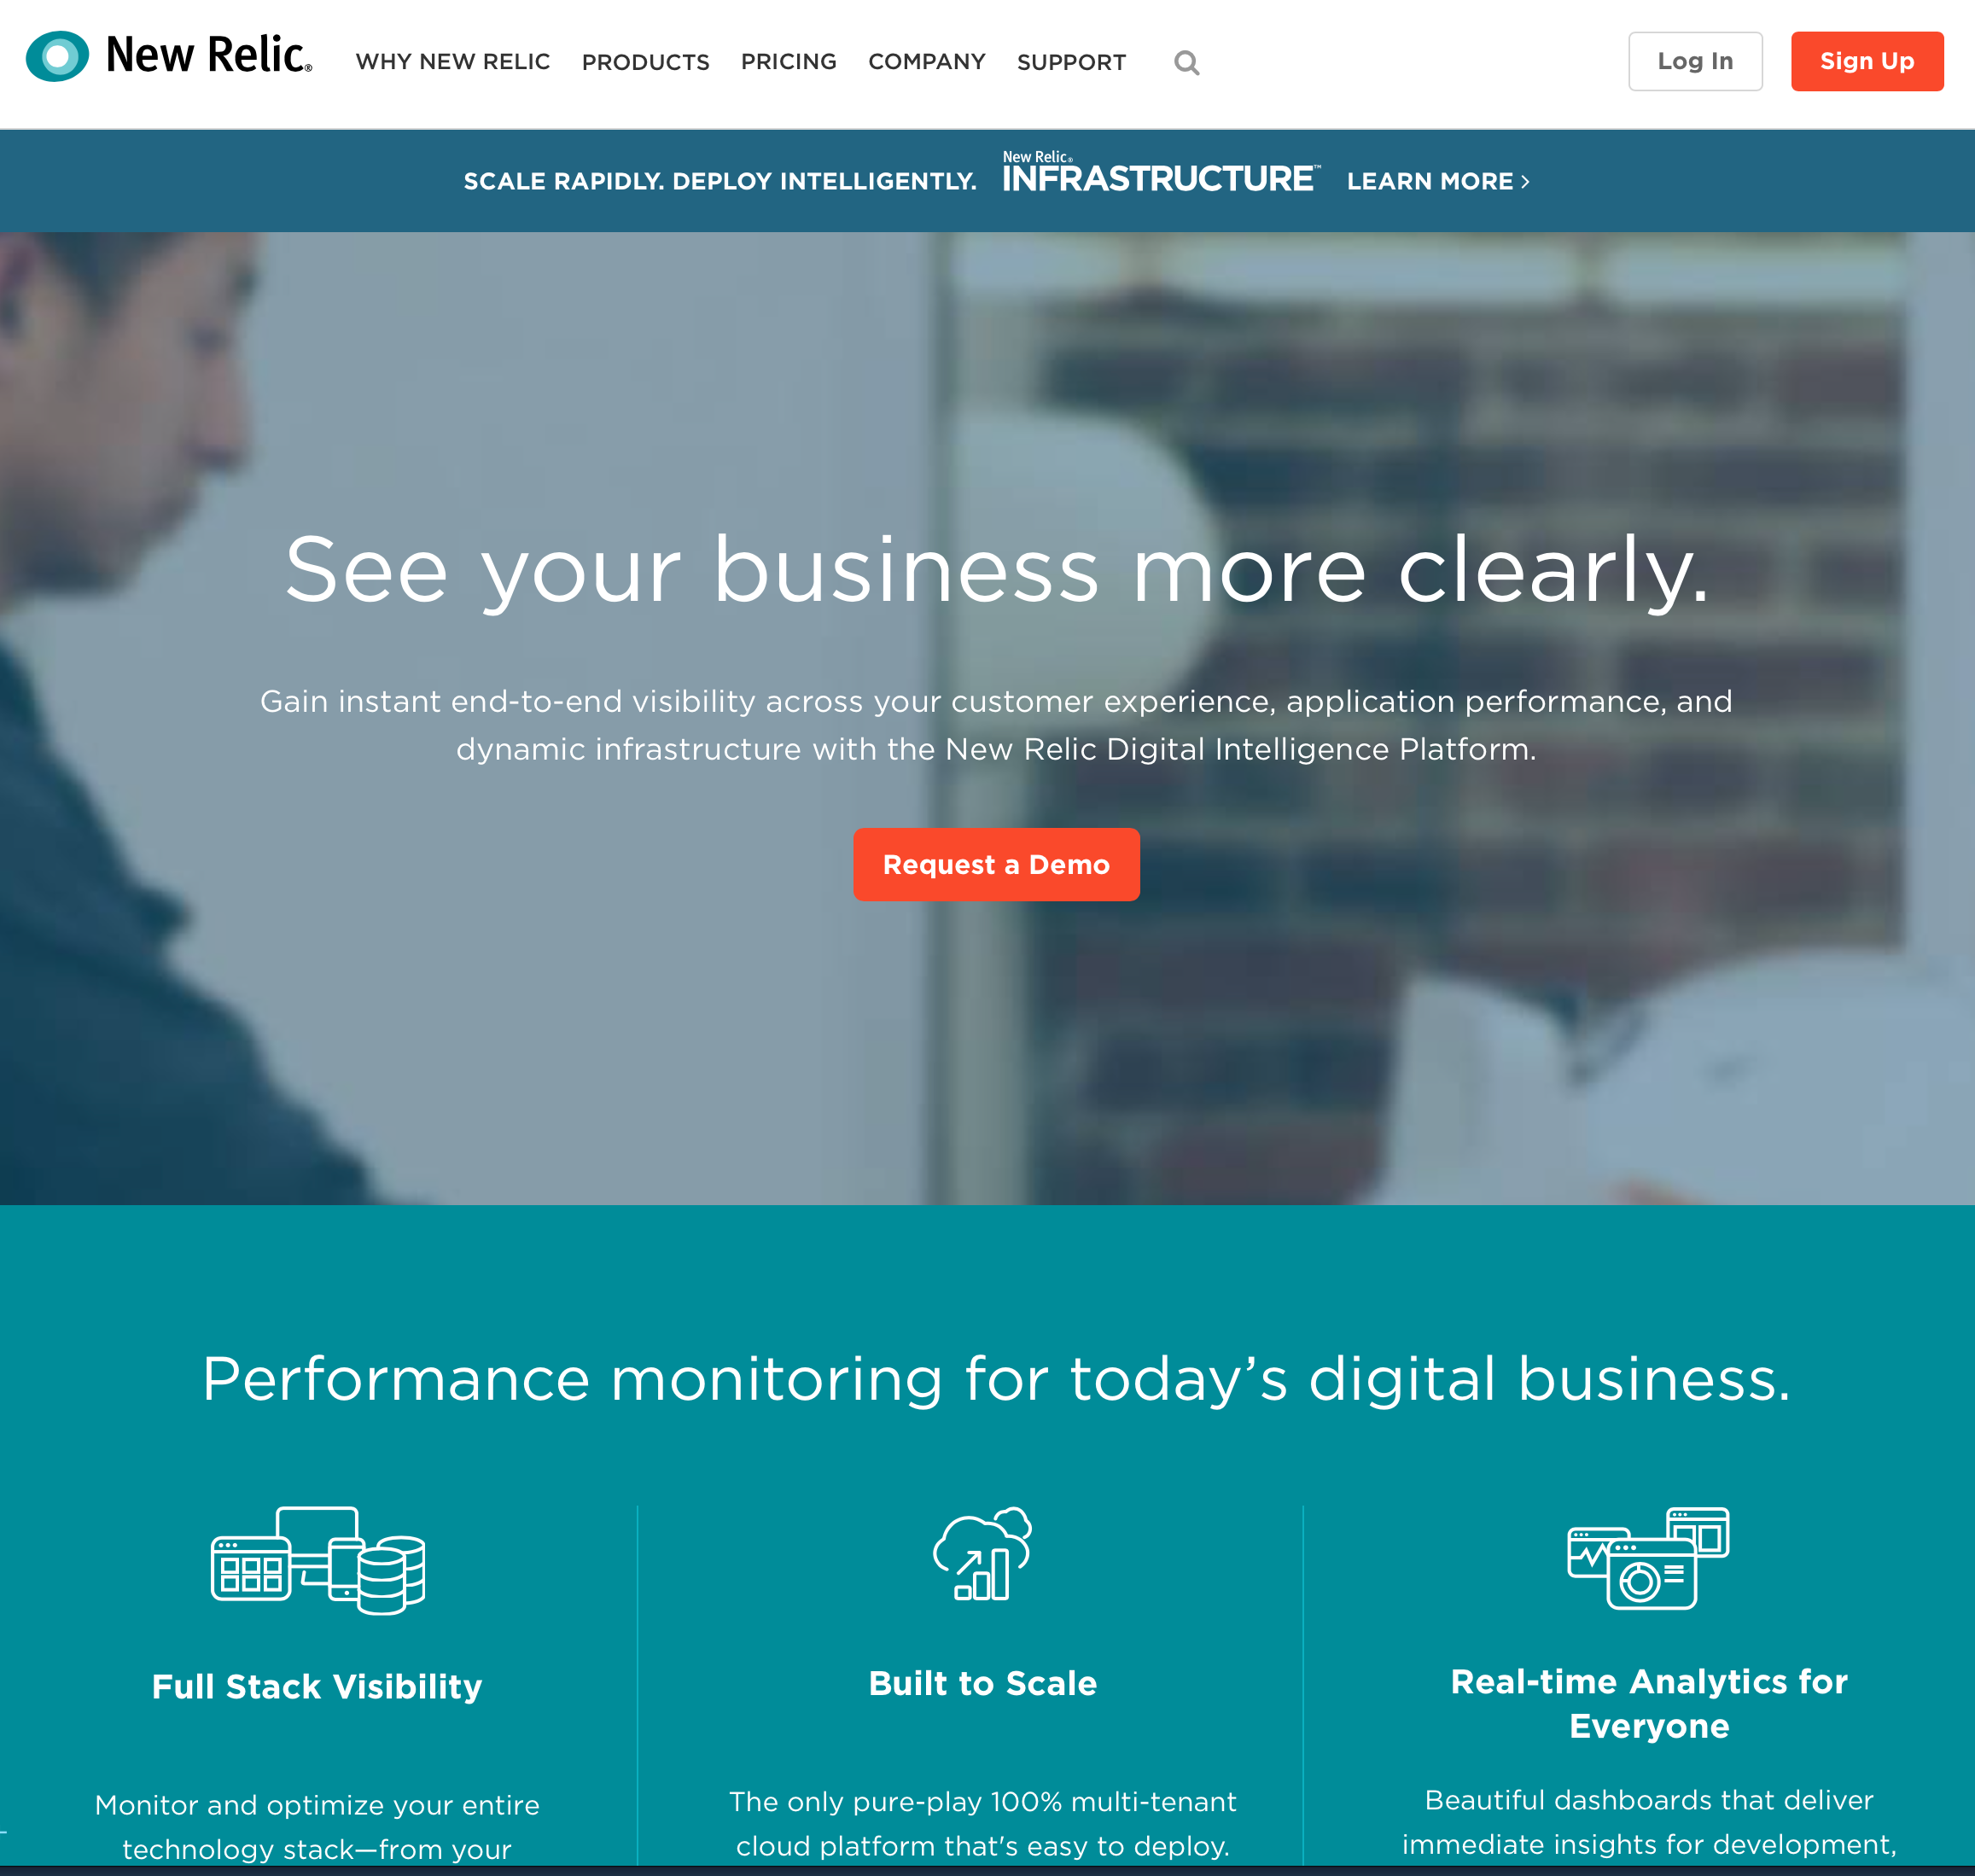 New Relic®
WHY NEW RELIC
PRODUCTS
PRICING
COMPANY
SUPPORT
Log In
Sign Up
SCALE RAPIDLY. DEPLOY INTELLIGENTLY.
New Relic®
INFRASTRUCTURE™
LEARN MORE ›
See your business more clearly.
Gain instant end-to-end visibility across your customer experience, application performance, and
dynamic infrastructure with the New Relic Digital Intelligence Platform.
Request a Demo
Performance monitoring for today’s digital business.
Full Stack Visibility
Monitor and optimize your entire
technology stack—from your
Built to Scale
The only pure-play 100% multi-tenant
cloud platform that's easy to deploy.
Real-time Analytics for
Everyone
Beautiful dashboards that deliver
immediate insights for development,